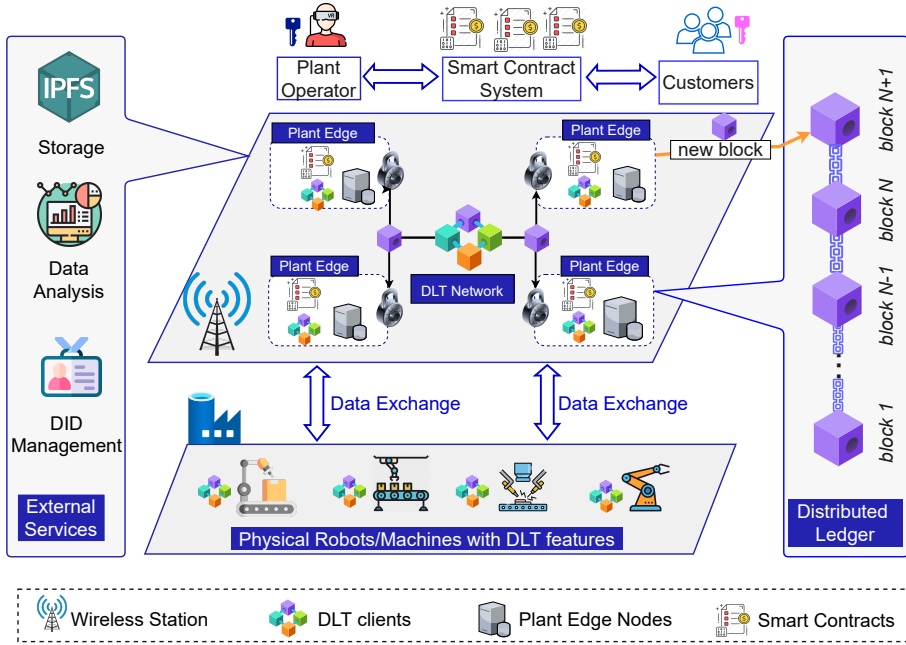 VR
Plant
Operator
Smart Contract
System
Customers
IPFS
Storage
Data
Analysis
DID
Management
External
Services
Plant Edge
Plant Edge
new block
Plant Edge
DLT Network
Plant Edge
Data Exchange
Data Exchange
Physical Robots/Machines with DLT features
block N+1
block N
block N-1
block 1
Distributed
Ledger
Wireless Station
DLT clients
Plant Edge Nodes
Smart Contracts